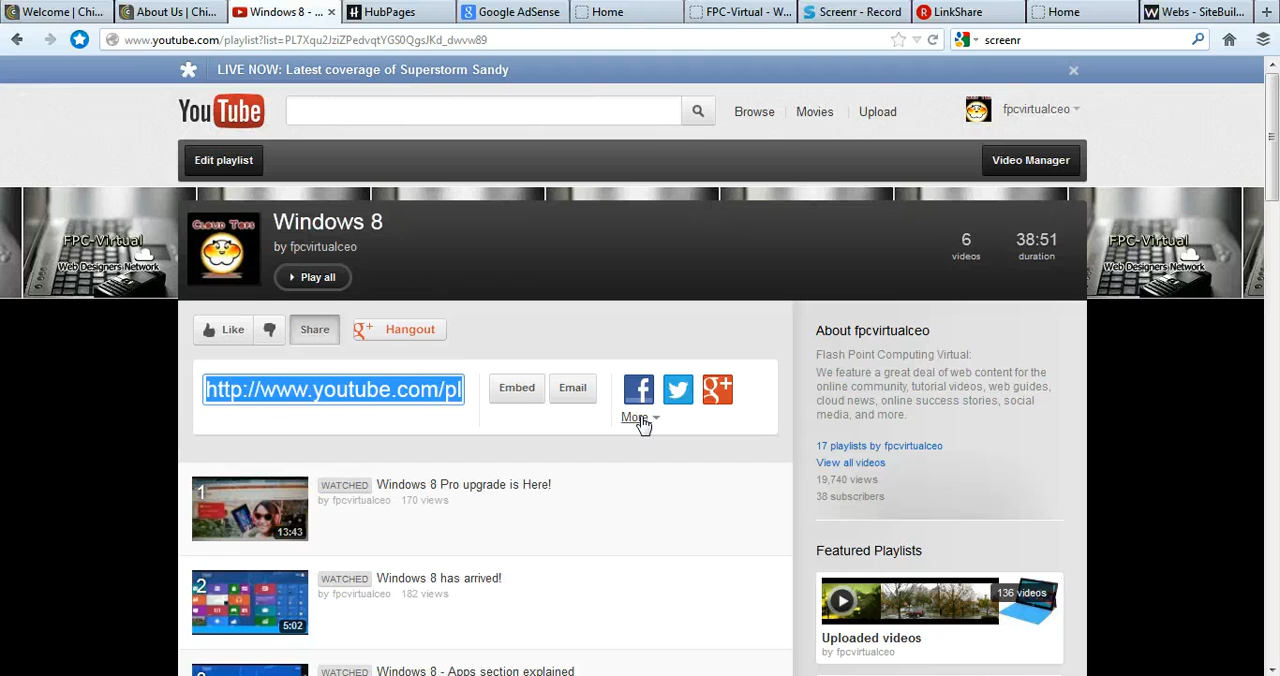 Welcome | Chi...
About Us | Chi...
Windows 8 - ...
HubPages
Google AdSense
Home
FPC-Virtual - W...
Screenr - Record
LinkShare
Home
Webs - SiteBuil...
www.youtube.com/playlist?list=PL7Xqu2JziZPedvqtYGS0QgsJKd_dwvw89
screenr
LIVE NOW: Latest coverage of Superstorm Sandy
YouTube
Browse
Movies
Upload
fpcvirtualceo
Edit playlist
Video Manager
FPC-Virtual
Web Designers Network
CLOUD TOPS
Windows 8
by fpcvirtualceo
Play all
6
videos
38:51
duration
FPC-Virtual
Web Designers Network
Like
Share
g+ Hangout
http://www.youtube.com/pl
Embed
Email
f
g+
More
1
13:43
WATCHED Windows 8 Pro upgrade is Here!
by fpcvirtualceo 170 views
2
5:02
WATCHED Windows 8 has arrived!
by fpcvirtualceo 182 views
WATCHED Windows 8 - Apps section explained
About fpcvirtualceo
Flash Point Computing Virtual:
We feature a great deal of web content for the
online community, tutorial videos, web guides,
cloud news, online success stories, social
media, and more.
17 playlists by fpcvirtualceo
View all videos
19,740 views
38 subscribers
Featured Playlists
136 videos
Uploaded videos
by fpcvirtualceo